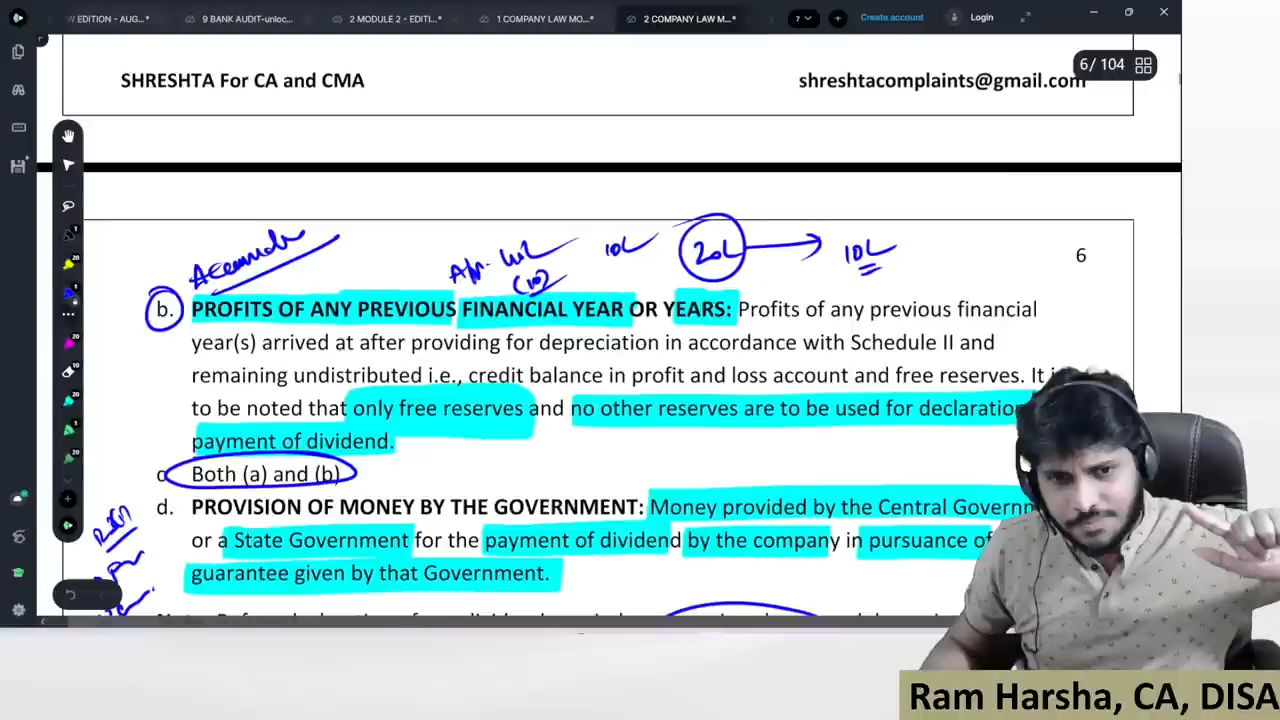 W EDITION - AUG...*
9 BANK AUDIT-unloc...
2 MODULE 2 - EDITI...*
1 COMPANY LAW MO...*
2 COMPANY LAW M...*
7
Create account
Login
SHRESHTA For CA and CMA
shreshtacomplaints@gmail.com
6 / 104
10L
20L
10L
(10)
6
b. PROFITS OF ANY PREVIOUS FINANCIAL YEAR OR YEARS: Profits of any previous financial
year(s) arrived at after providing for depreciation in accordance with Schedule II and
remaining undistributed i.e., credit balance in profit and loss account and free reserves. It
to be noted that only free reserves and no other reserves are to be used for declaration
payment of dividend.
Both (a) and (b)
d. PROVISION OF MONEY BY THE GOVERNMENT: Money provided by the Central Governm
or a State Government for the payment of dividend by the company in pursuance of
guarantee given by that Government.
Ram Harsha, CA, DISA